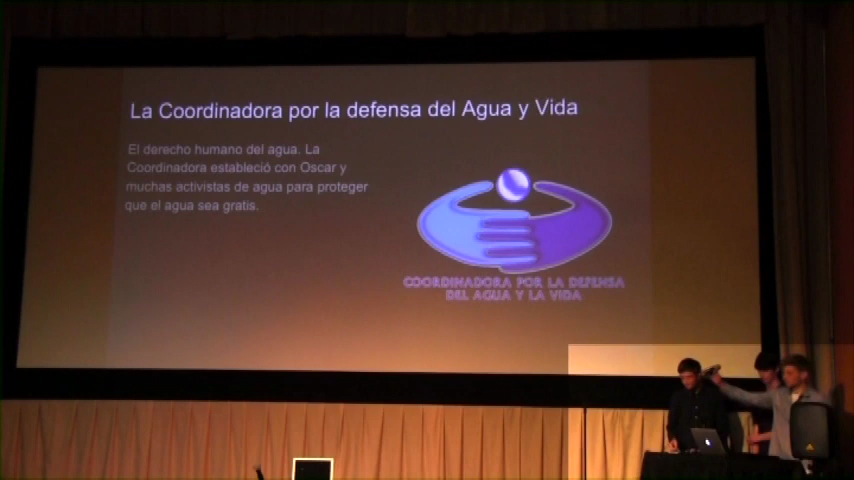 La Coordinadora por la defensa del Agua y Vida
El derecho humano del agua. La
Coordinadora estableció con Oscar y
muchas activistas de agua para proteger
que el agua sea gratis.
COORDINADORA POR LA DEFENSA
DEL AGUA Y LA VIDA